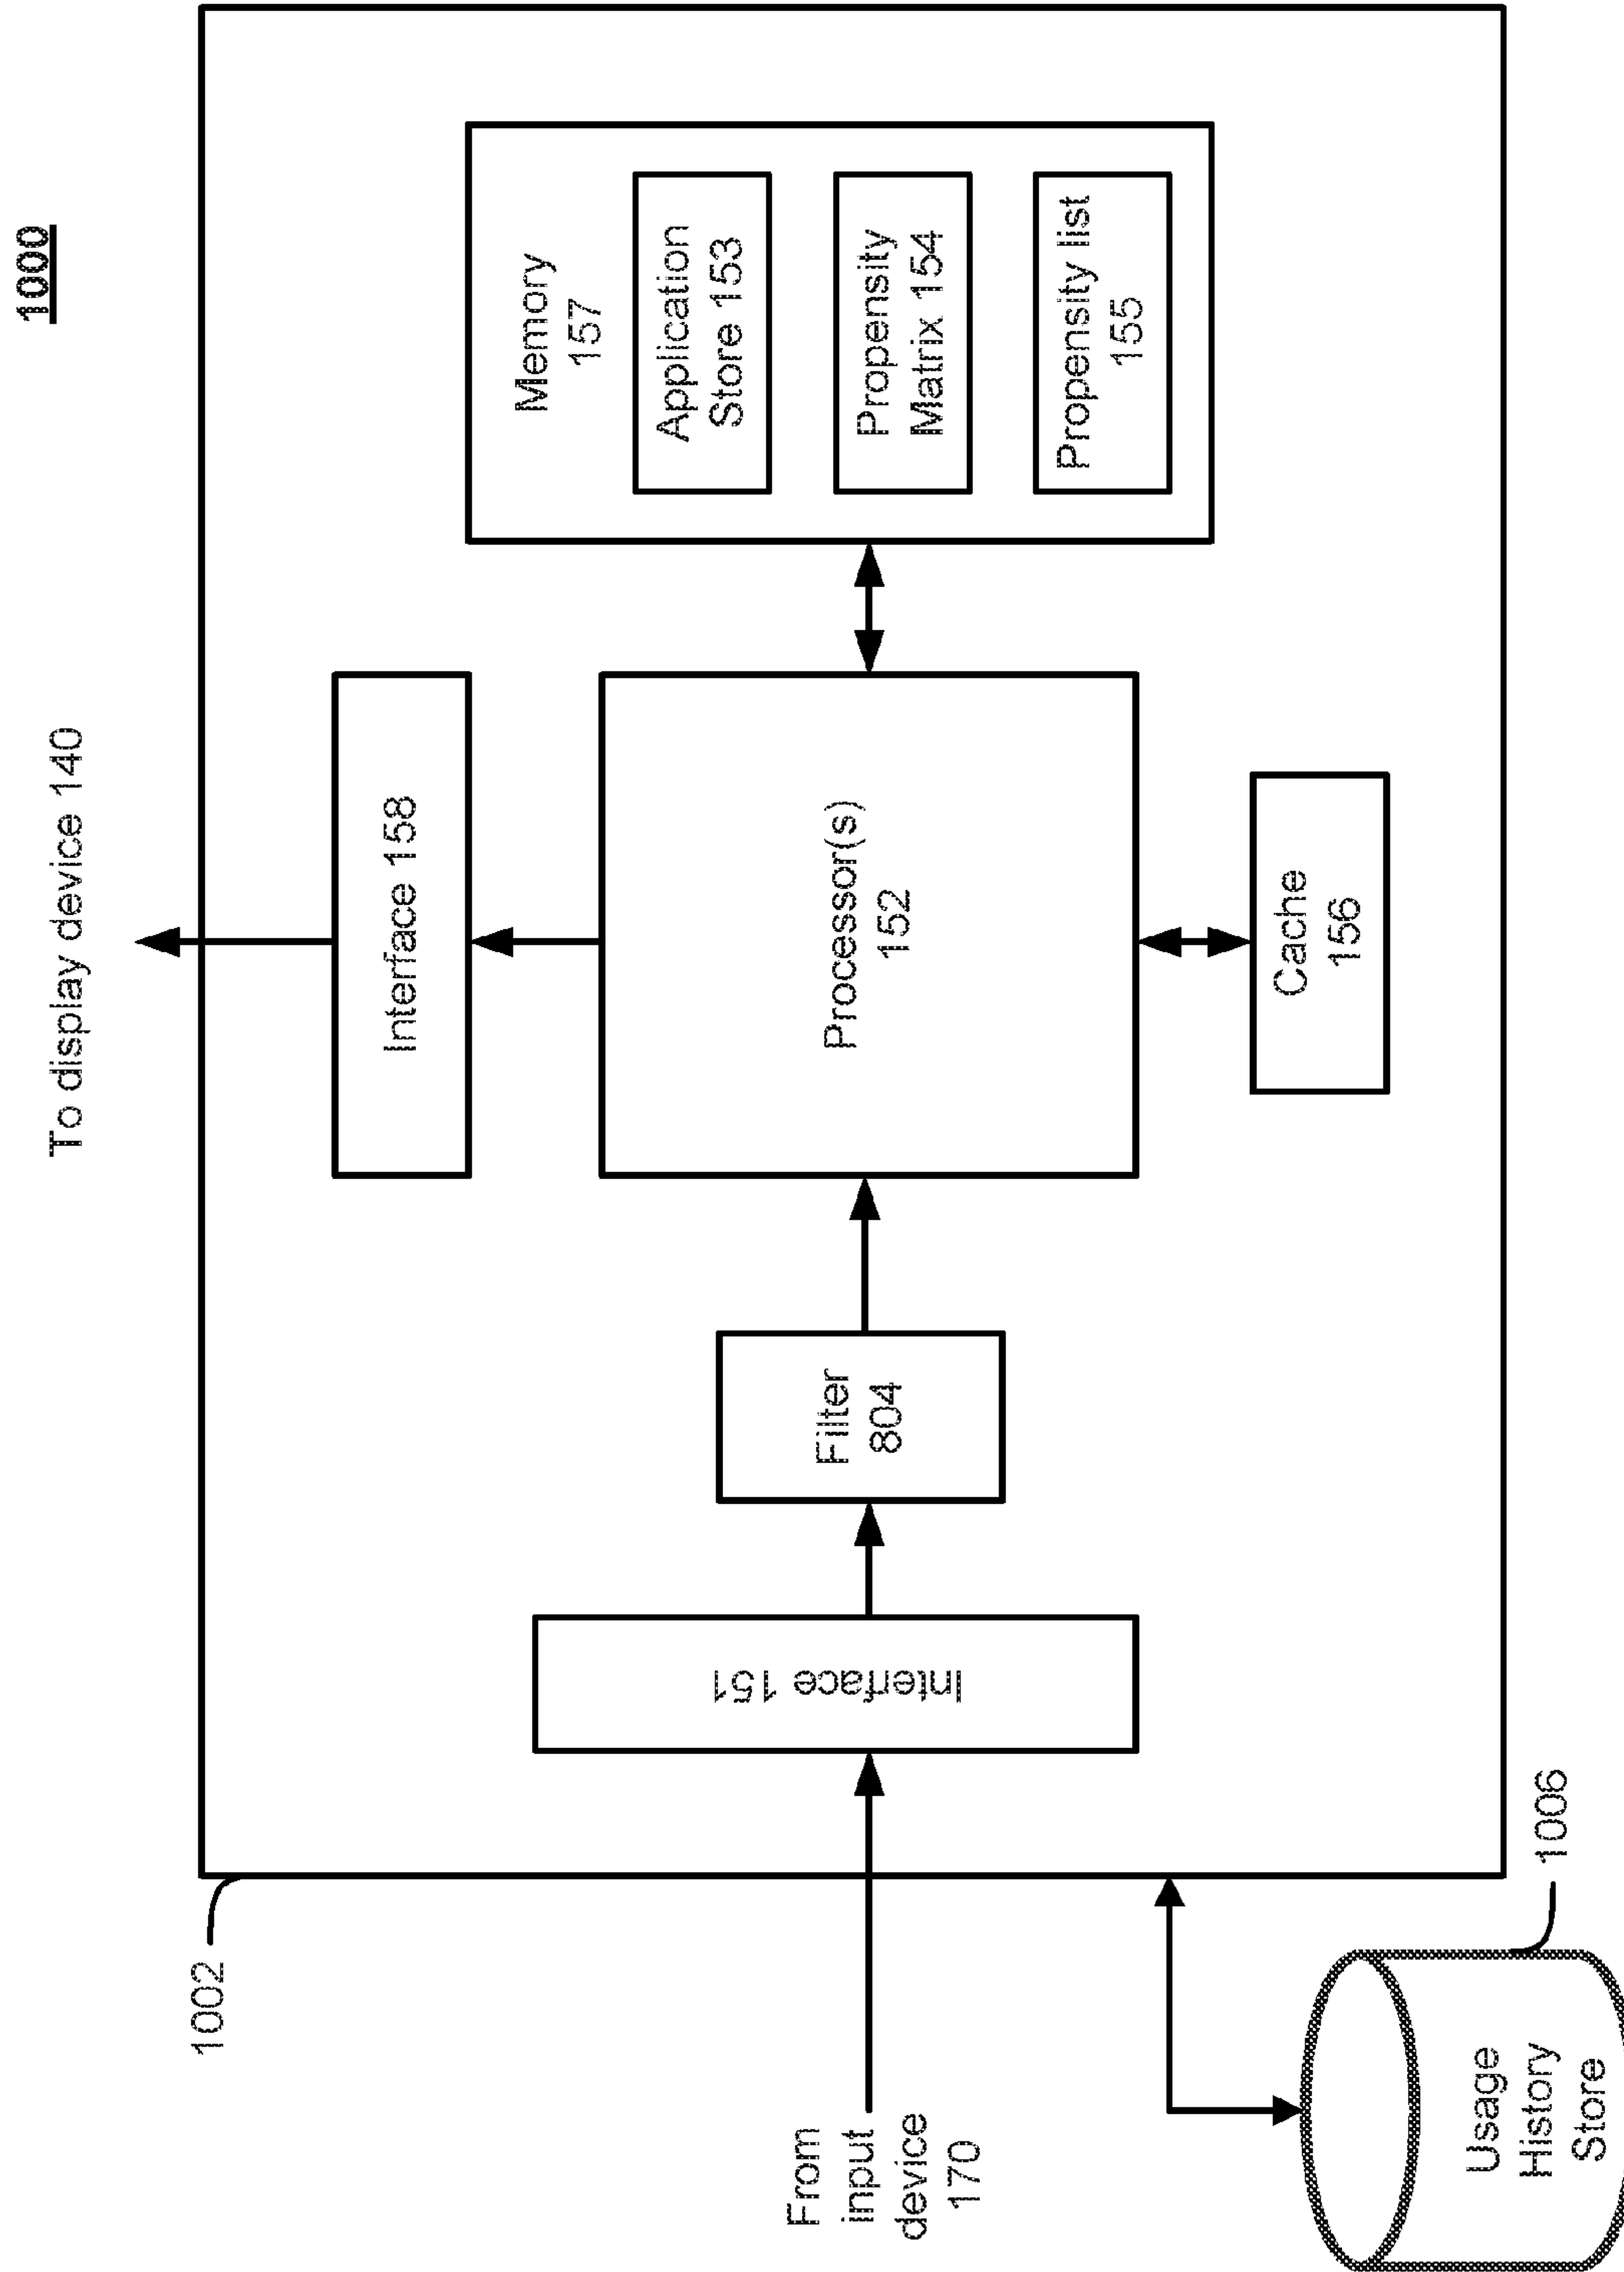 1000
To display device 140
1002
Interface 158
Memory
157
Application
Store 153
Propensity
Matrix 154
Propensity list
155
Processor(s)
152
Filter
804
Interface 151
From
input
device
170
Cache
156
1006
Usage
History
Store